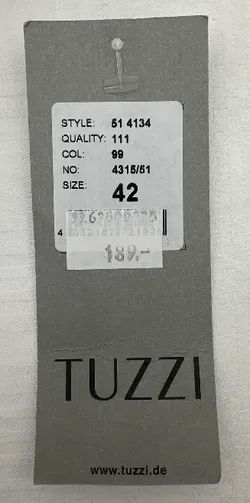 STYLE: 51 4134
QUALITY: 111
COL: 99
NO: 4315/51
SIZE: 42
189,-
TUZZI
www.tuzzi.de